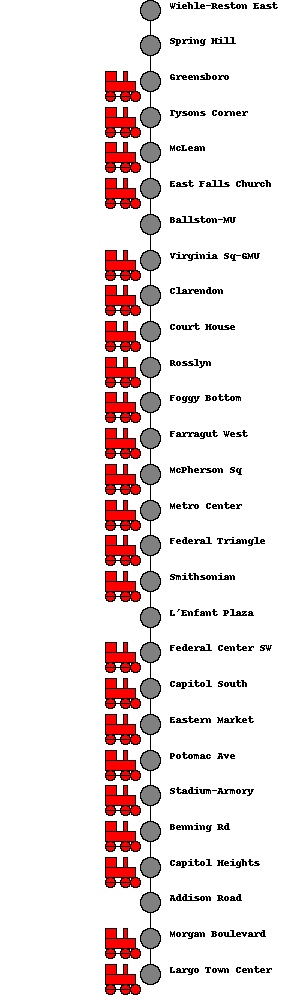 Wiehle-Reston East
Spring Hill
Greensboro
Tysons Corner
McLean
East Falls Church
Ballston-MU
Virginia Sq-GMU
Clarendon
Court House
Rosslyn
Foggy Bottom
Farragut West
McPherson Sq
Metro Center
Federal Triangle
Smithsonian
L'Enfant Plaza
Federal Center SW
Capitol South
Eastern Market
Potomac Ave
Stadium-Armory
Benning Rd
Capitol Heights
Addison Road
Morgan Boulevard
Largo Town Center